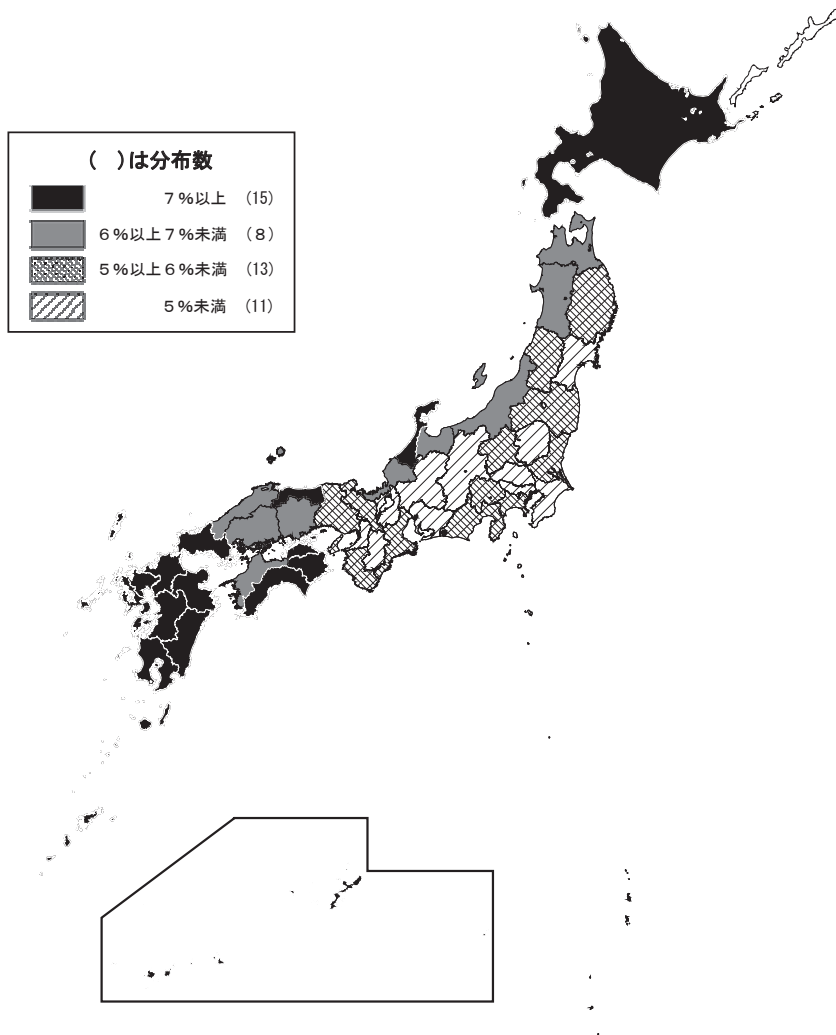 (　)は分布数
７％以上　(15)
６％以上７％未満　(８)
５％以上６％未満　(13)
５％未満　(11)